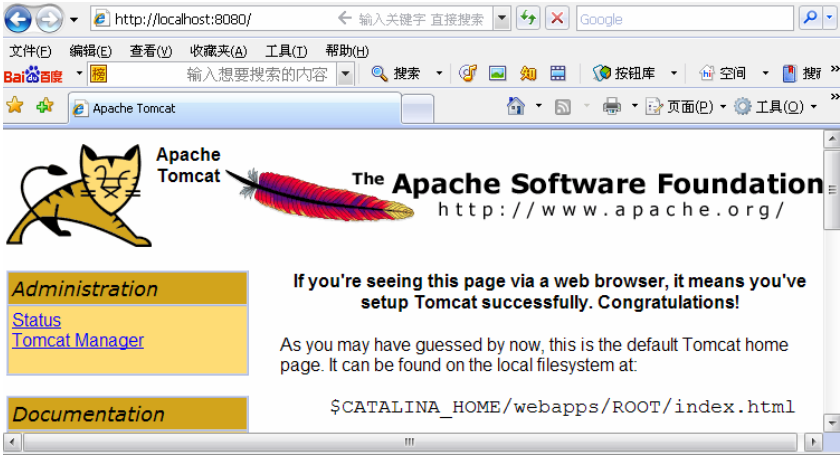 http://localhost:8080/
输入关键字 直接搜索
Google
文件(F) 编辑(E) 查看(V) 收藏夹(A) 工具(T) 帮助(H)
Bai百度
榜
输入想要搜索的内容
搜索
按钮库
空间
搜
»
Apache Tomcat
页面(P)
工具(O)
»
Apache
Tomcat
The Apache Software Foundation
http://www.apache.org/
Administration
Status
Tomcat Manager
Documentation
If you're seeing this page via a web browser, it means you've
setup Tomcat successfully. Congratulations!
As you may have guessed by now, this is the default Tomcat home
page. It can be found on the local filesystem at:
$CATALINA_HOME/webapps/ROOT/index.html